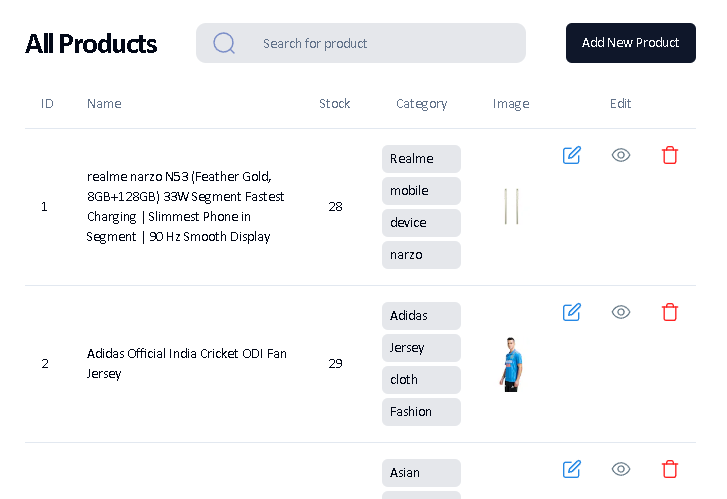 All Products
Search for product
Add New Product
ID Name Stock Category Image Edit
realme narzo N53 (Feather Gold,
8GB+128GB) 33W Segment Fastest
Charging | Slimmest Phone in
Segment | 90 Hz Smooth Display
1
28
Realme
mobile
device
narzo
Adidas Official India Cricket ODI Fan
Jersey
2
29
Adidas
Jersey
cloth
Fashion
Asian